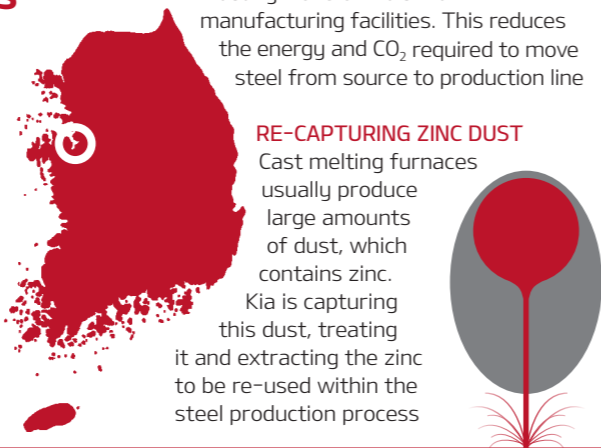 manufacturing facilities. This reduces
the energy and CO₂ required to move
steel from source to production line
RE-CAPTURING ZINC DUST
Cast melting furnaces
usually produce
large amounts
of dust, which
contains zinc.
Kia is capturing
this dust, treating
it and extracting the zinc
to be re-used within the
steel production process